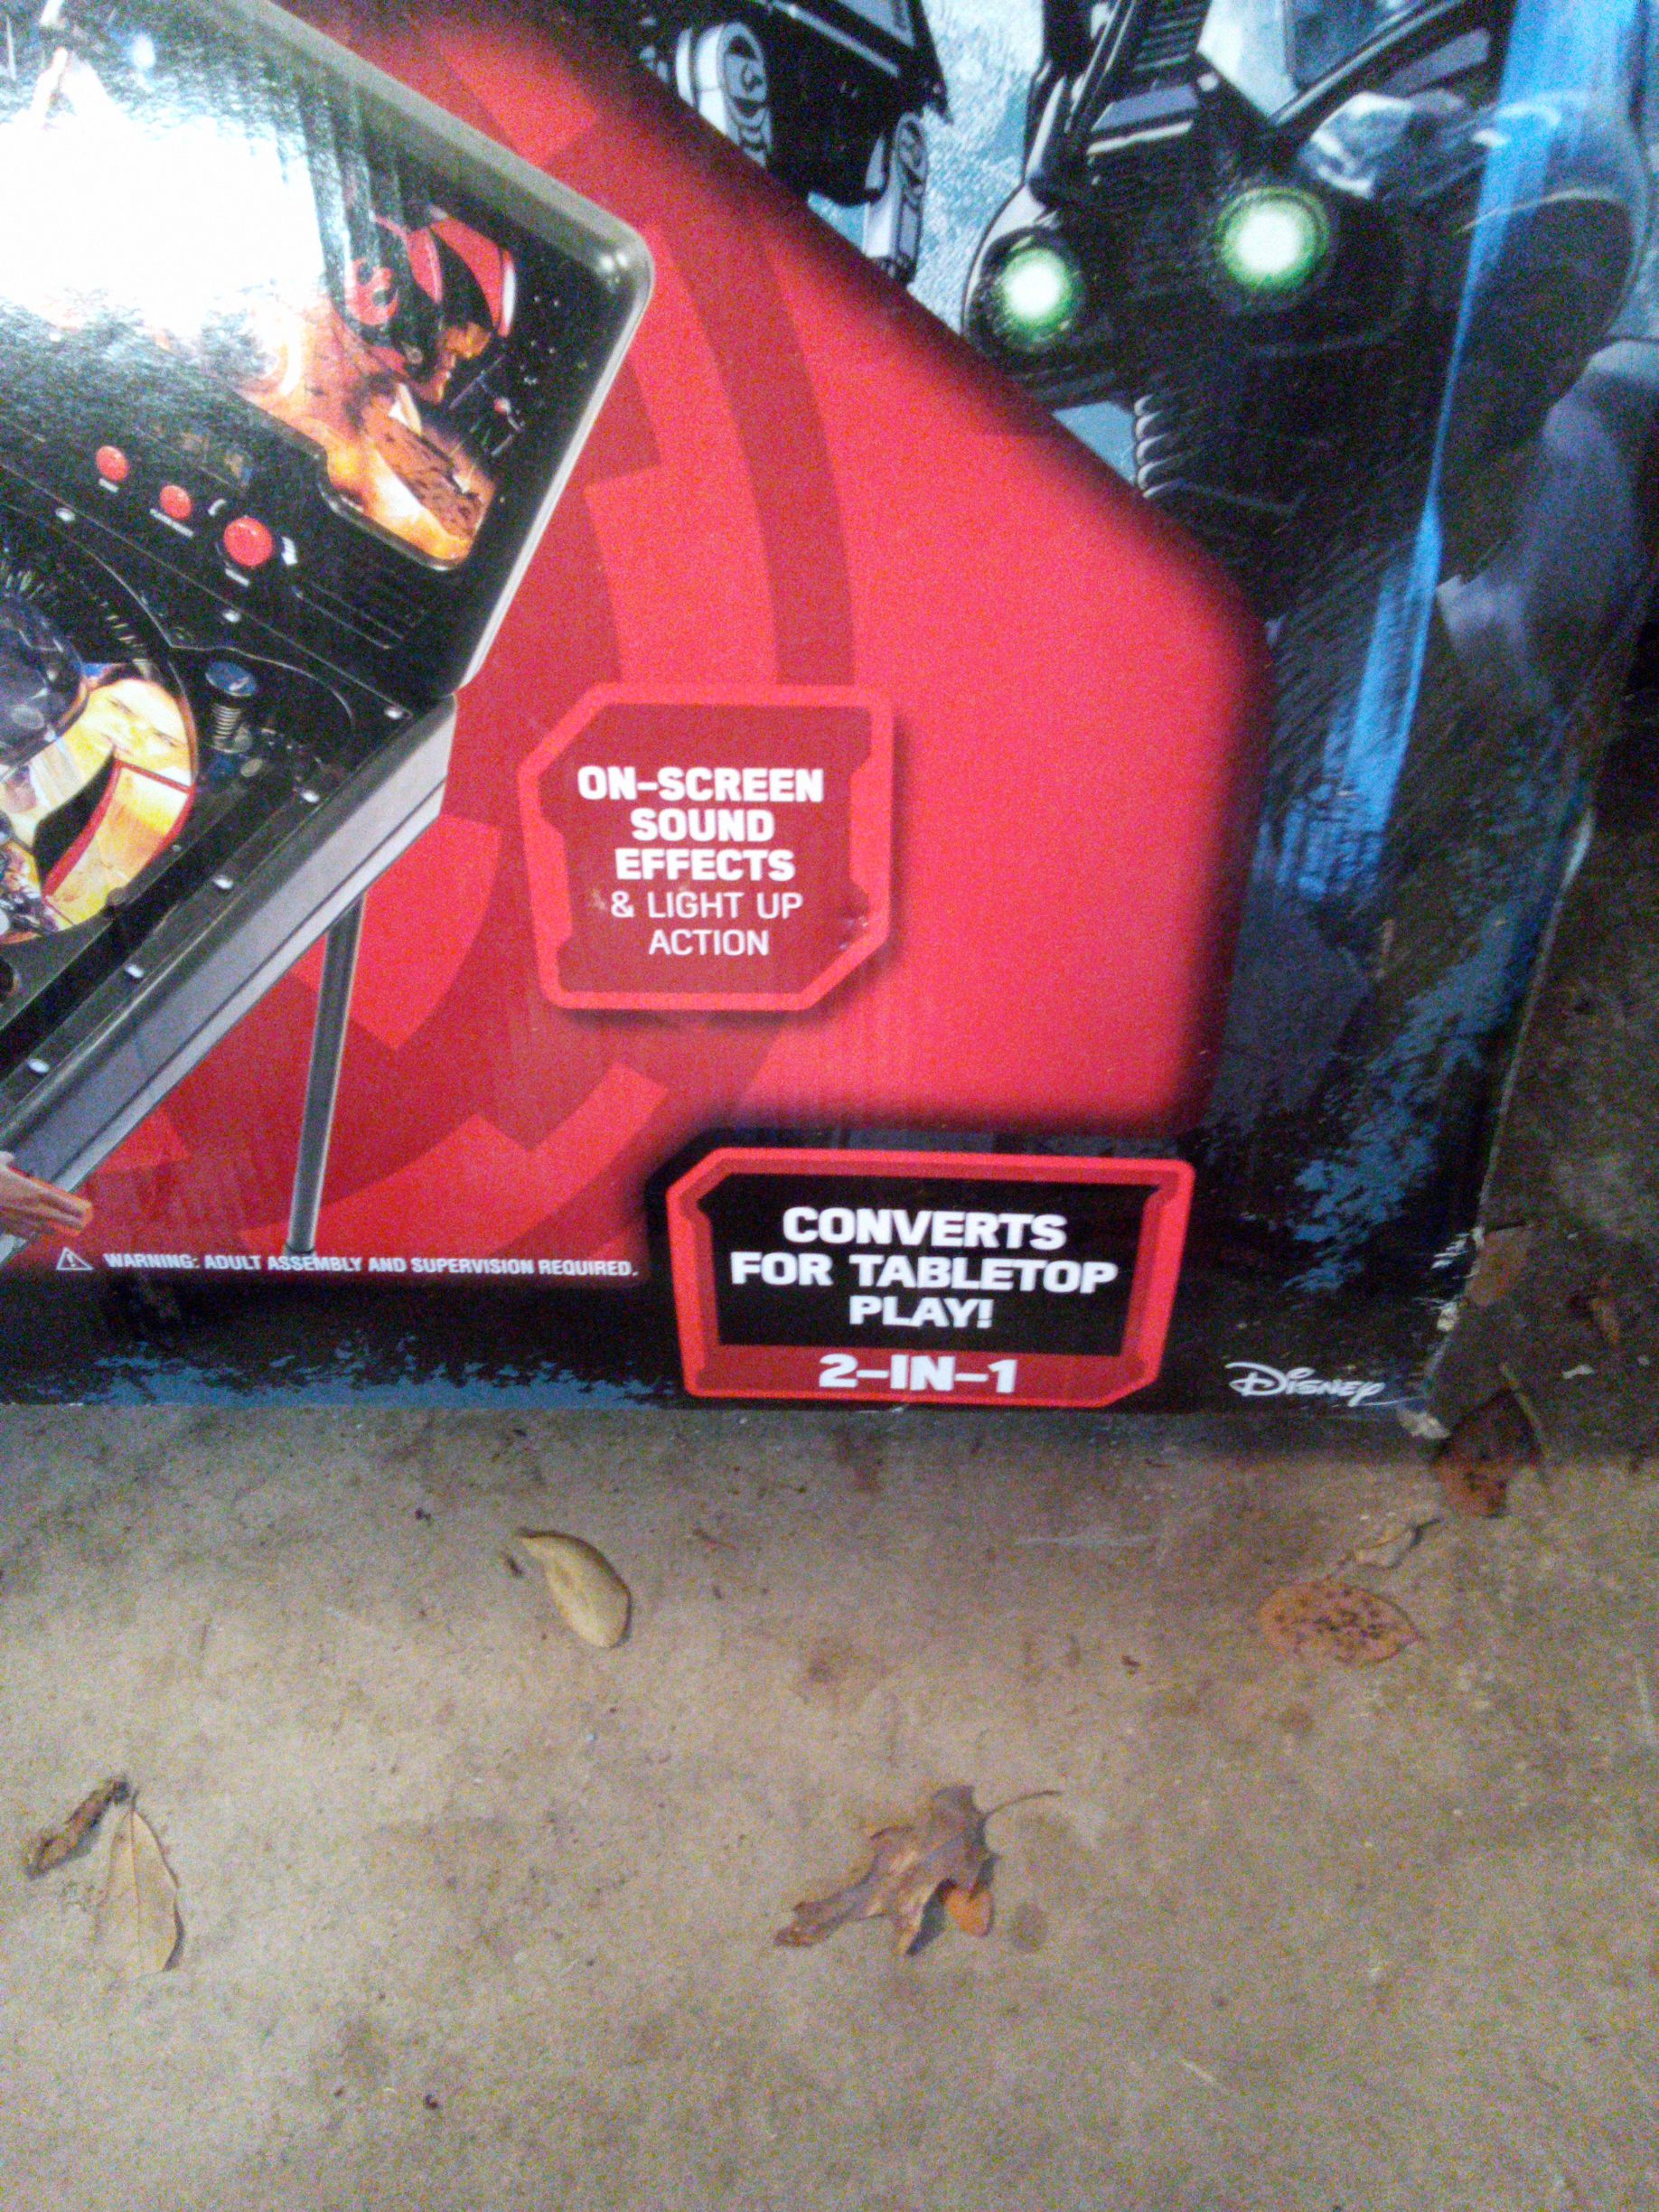 ON-SCREEN
SOUND
EFFECTS
& LIGHT UP
ACTION
WARNING: ADULT ASSEMBLY AND SUPERVISION REQUIRED.
CONVERTS
FOR TABLETOP
PLAY!
2-IN-1
Disney